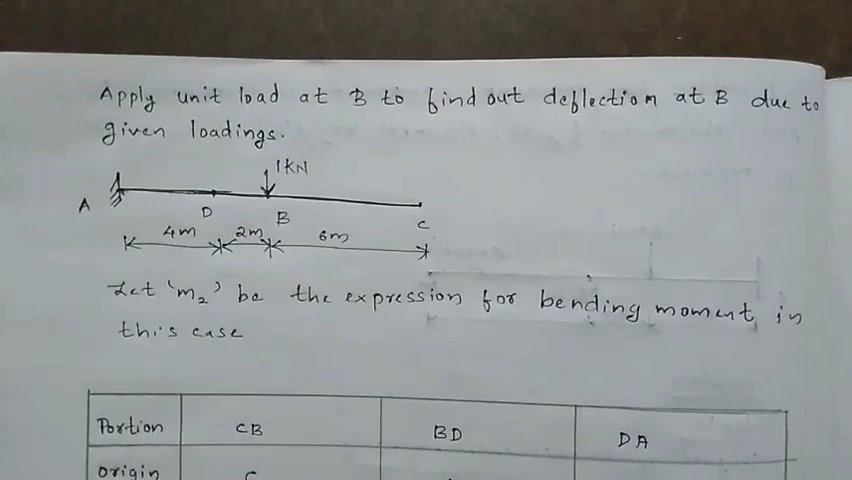 Apply unit load at B to find out deflection at B due to
given loadings.
1KN
A
D
B
C
4m
2m
6m
Let 'm₂' be the expression for bending moment in
this case
Portion CB BD DA
origin C